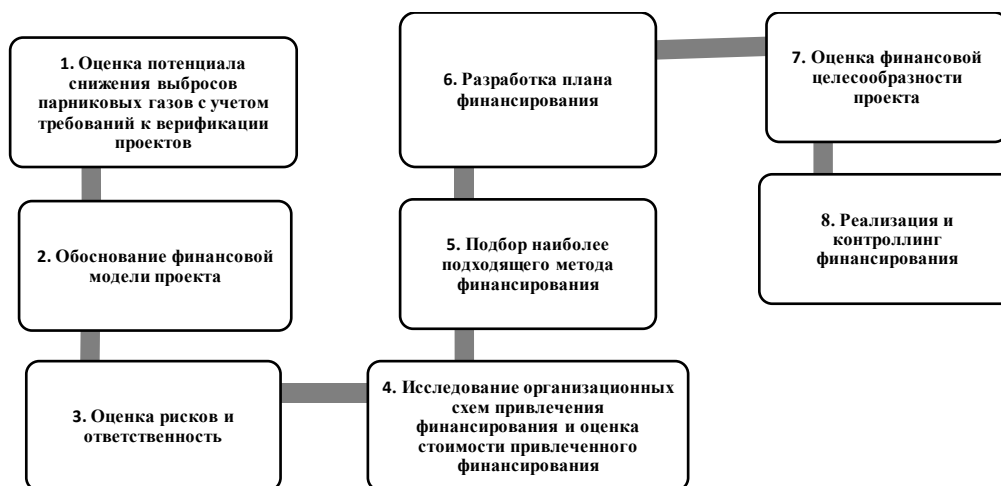 1. Оценка потенциала
снижения выбросов
парниковых газов с учетом
требований к верификации
проектов
2. Обоснование финансовой
модели проекта
3. Оценка рисков и
ответственность
4. Исследование организационных
схем привлечения
финансирования и оценка
стоимости привлеченного
финансирования
5. Подбор наиболее
подходящего метода
финансирования
6. Разработка плана
финансирования
7. Оценка финансовой
целесообразности
проекта
8. Реализация и
контроллинг
финансирования